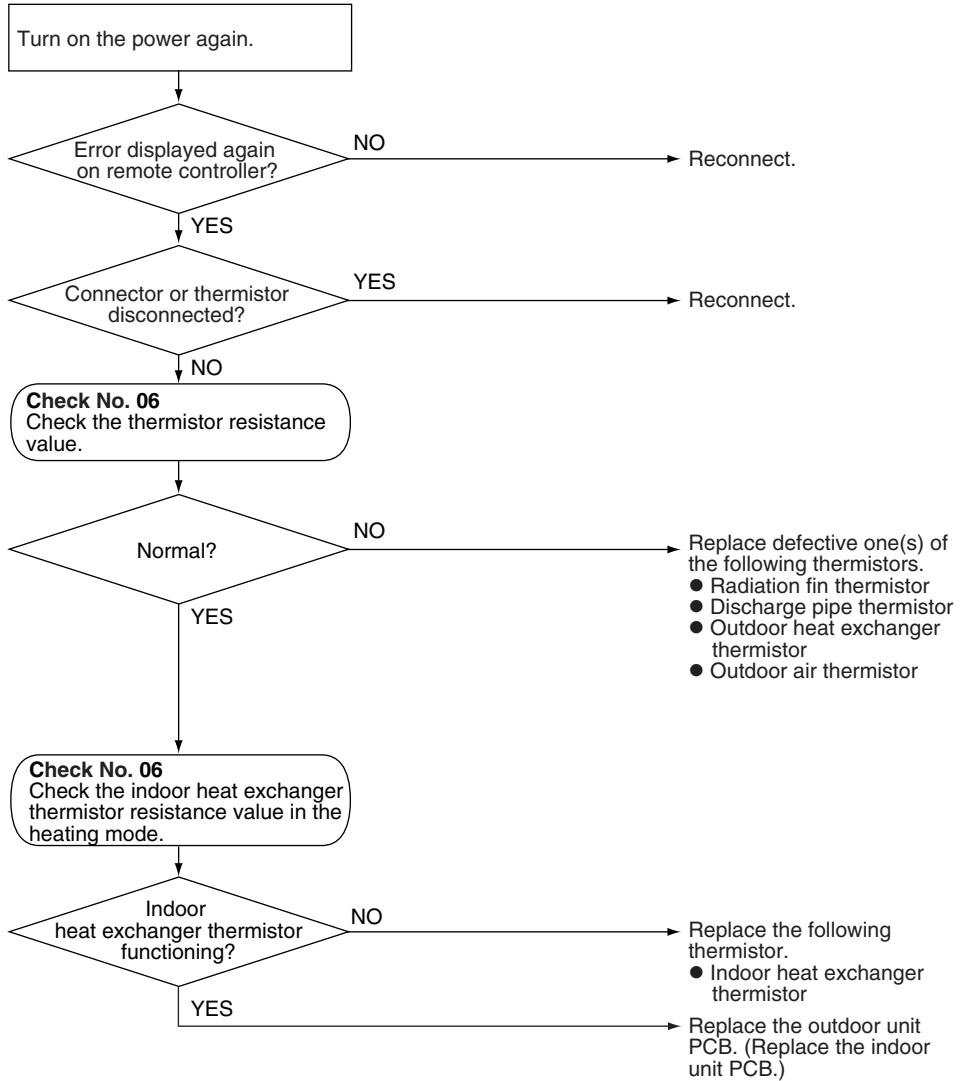 Turn on the power again.
Error displayed again
on remote controller?
NO
Reconnect.
YES
Connector or thermistor
disconnected?
YES
Reconnect.
NO
Check No. 06
Check the thermistor resistance
value.
Normal?
NO
Replace defective one(s) of
the following thermistors.
● Radiation fin thermistor
● Discharge pipe thermistor
● Outdoor heat exchanger
thermistor
● Outdoor air thermistor
YES
Check No. 06
Check the indoor heat exchanger
thermistor resistance value in the
heating mode.
Indoor
heat exchanger thermistor
functioning?
NO
Replace the following
thermistor.
● Indoor heat exchanger
thermistor
YES
Replace the outdoor unit
PCB. (Replace the indoor
unit PCB.)